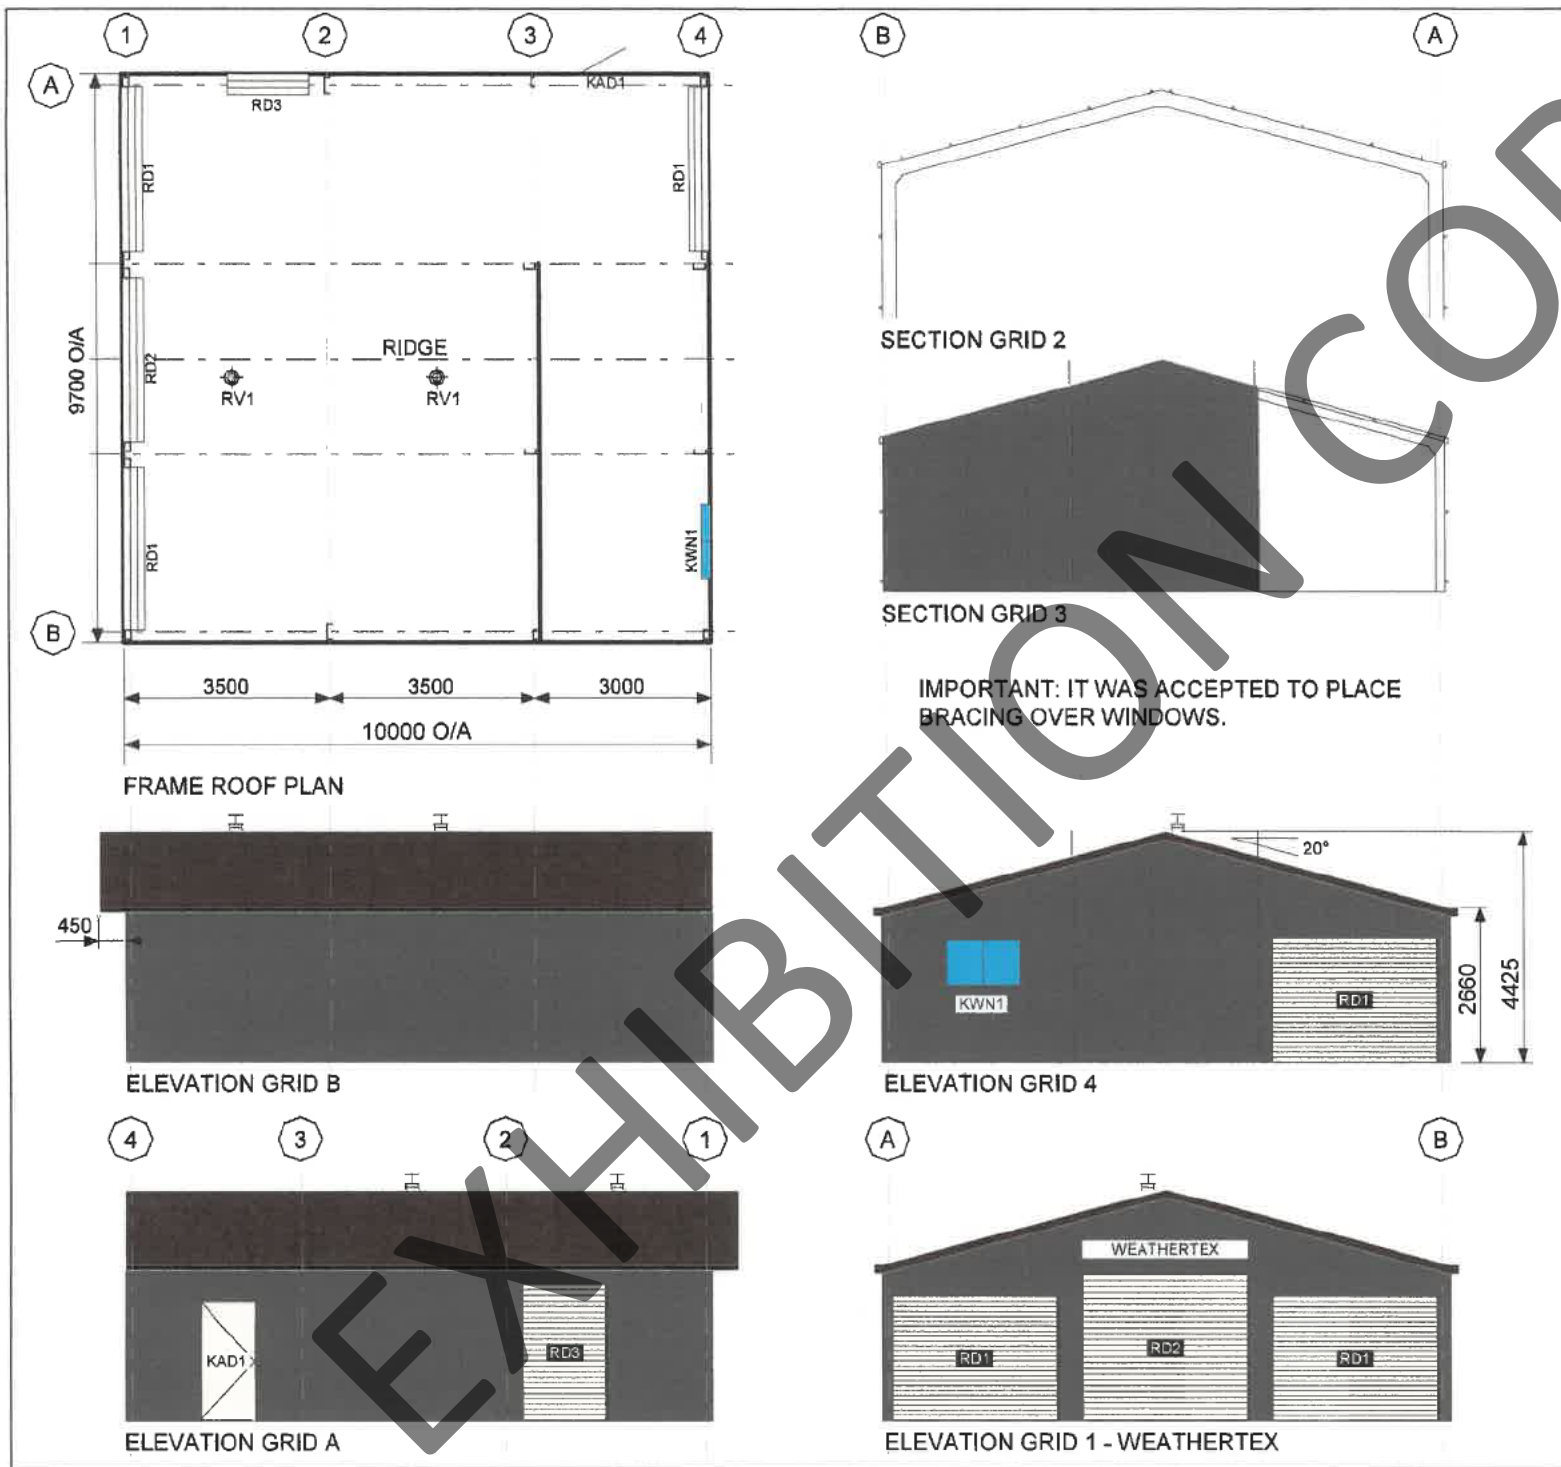 1 2 3 4 B A
A
RD3
KAD1
RD1
RD1
RIDGE
RD2
9700 O/A
RV1 RV1
RD1
KWN1
B
3500 3500 3000
10000 O/A
FRAME ROOF PLAN
SECTION GRID 2
SECTION GRID 3
IMPORTANT: IT WAS ACCEPTED TO PLACE
BRACING OVER WINDOWS.
450
ELEVATION GRID B
20°
KWN1
RD1
2660
4425
ELEVATION GRID 4
4 3 2 1
KAD1
RD3
ELEVATION GRID A
A B
WEATHERTEX
RD1 RD2 RD1
ELEVATION GRID 1 - WEATHERTEX
EXHIBITION COP